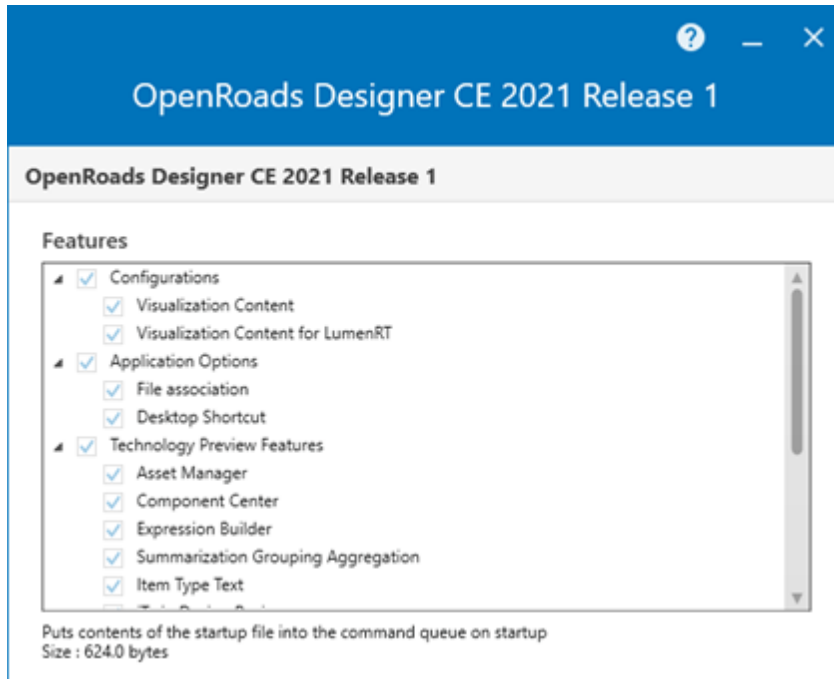 OpenRoads Designer CE 2021 Release 1
OpenRoads Designer CE 2021 Release 1
Features
Configurations
Visualization Content
Visualization Content for LumenRT
Application Options
File association
Desktop Shortcut
Technology Preview Features
Asset Manager
Component Center
Expression Builder
Summarization Grouping Aggregation
Item Type Text
Puts contents of the startup file into the command queue on startup
Size : 624.0 bytes